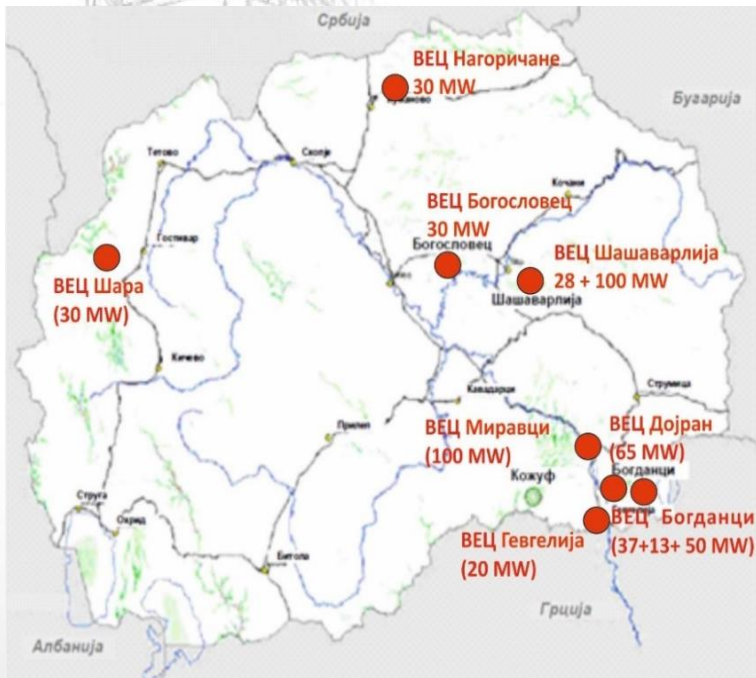 Србија
ВЕЦ Нагоричане
30 MW
Куманово
Бугарија
Тетово
Скопје
Кочани
ВЕЦ Богословец
30 MW
Гостивар
Богословец
ВЕЦ Шашаварлија
28 + 100 MW
ВЕЦ Шара
(30 MW)
Шашаварлија
Кичево
Кавадарци
Струмица
ВЕЦ Миравци
(100 MW)
ВЕЦ Дојран
(65 MW)
Прилеп
Богданци
Кожуф
Струга
Охрид
ВЕЦ Гевгелија
(20 MW)
ВЕЦ Богданци
(37+13+ 50 MW)
Битола
Грција
Албанија